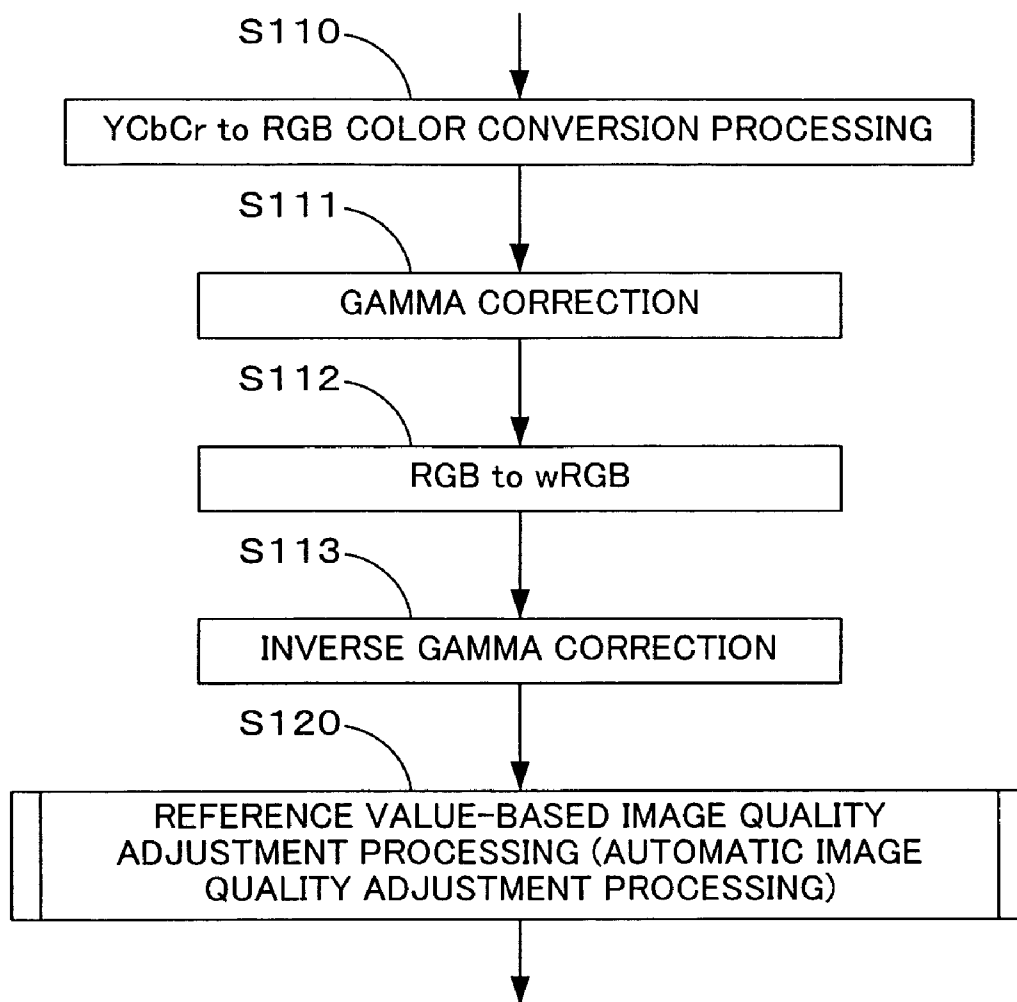 S110
YCbCr to RGB COLOR CONVERSION PROCESSING
S111
GAMMA CORRECTION
S112
RGB to wRGB
S113
INVERSE GAMMA CORRECTION
S120
REFERENCE VALUE-BASED IMAGE QUALITY
ADJUSTMENT PROCESSING (AUTOMATIC IMAGE
QUALITY ADJUSTMENT PROCESSING)